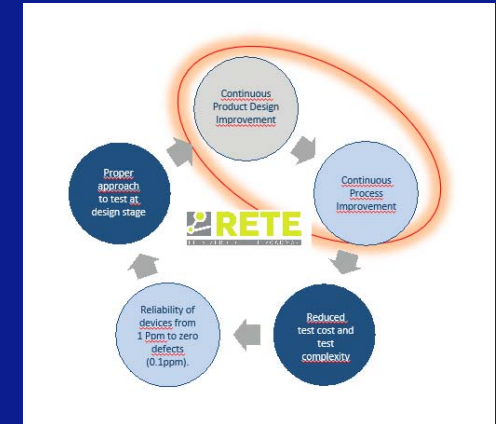 Continuous
Product Design
Improvement
Continuous
Process
Improvement
Proper
approach
to test at
design stage
RETE
Reliability of
devices from
1 Ppm to zero
defects
(0.1ppm).
Reduced
test cost and
test
complexity